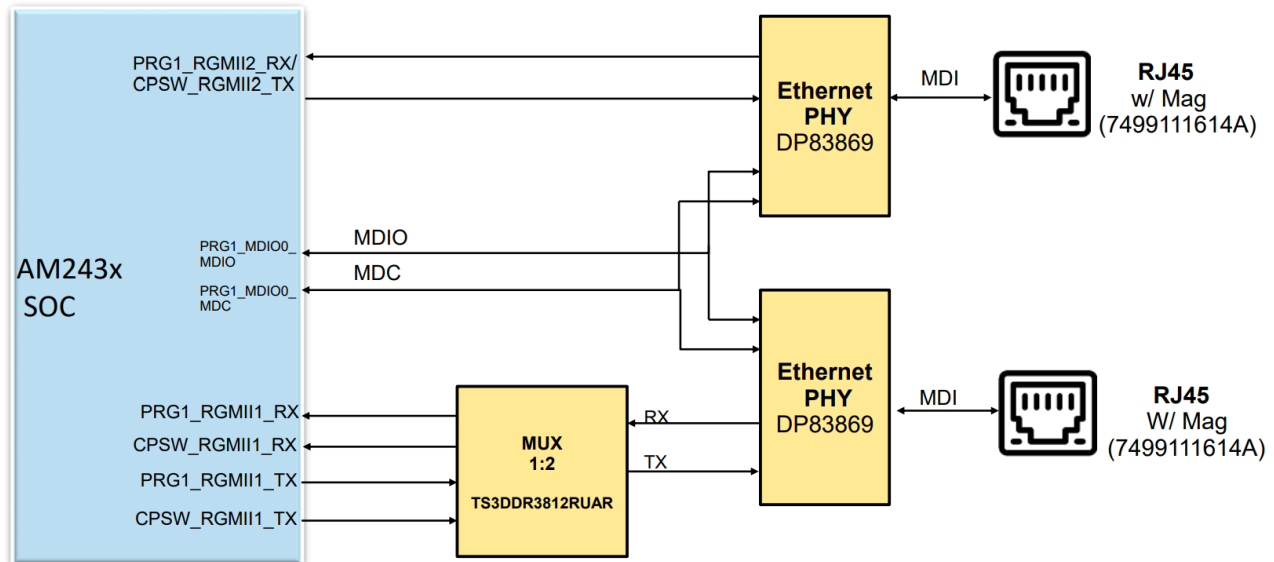 PRG1_RGMII2_RX/
CPSW_RGMII2_TX
Ethernet
PHY
DP83869
MDI
RJ45
w/ Mag
(7499111614A)
PRG1_MDIO0_
MDIO
MDIO
AM243x
SOC
PRG1_MDIO0_
MDC
MDC
Ethernet
PHY
DP83869
MDI
RJ45
W/ Mag
(7499111614A)
PRG1_RGMII1_RX
CPSW_RGMII1_RX
PRG1_RGMII1_TX
CPSW_RGMII1_TX
MUX
1:2
TS3DDR3812RUAR
RX
TX